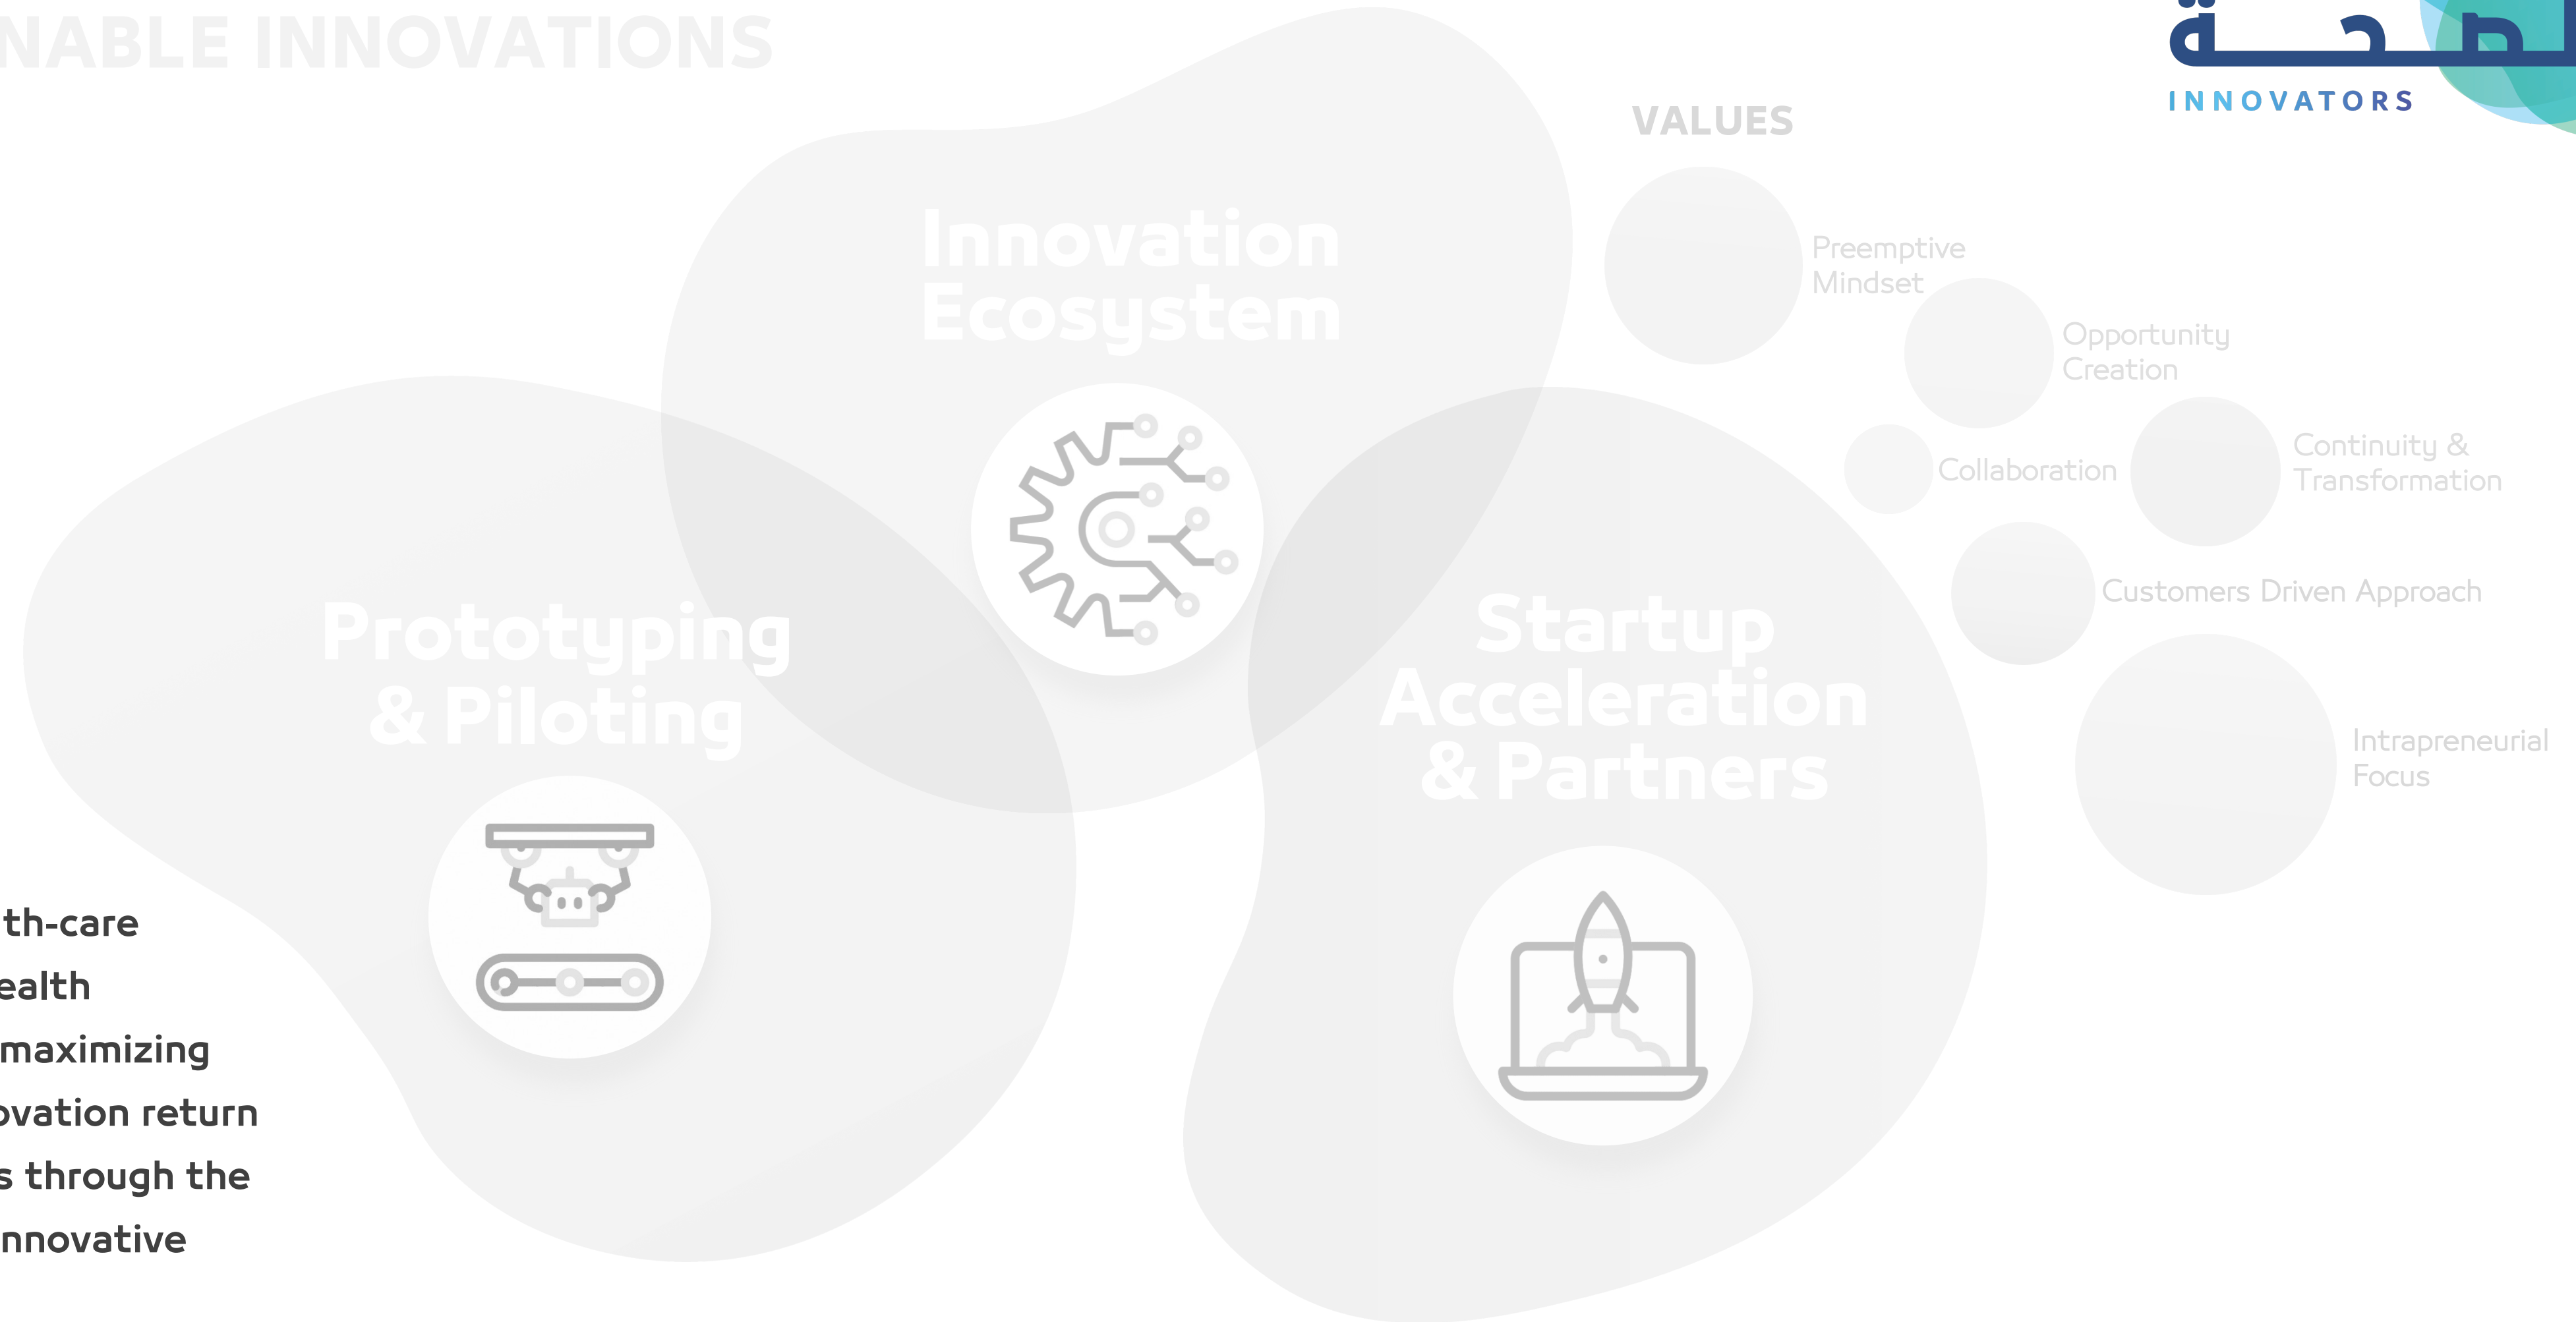 NABLE INNOVATIONS
INNOVATORS
VALUES
Innovation
Ecosystem
Preemptive
Mindset
Opportunity
Creation
Collaboration
Continuity &
Transformation
Customers Driven Approach
Intrapreneurial
Focus
Prototyping
& Piloting
Startup
Acceleration
& Partners
th-care
ealth
maximizing
ovation return
s through the
nnovative